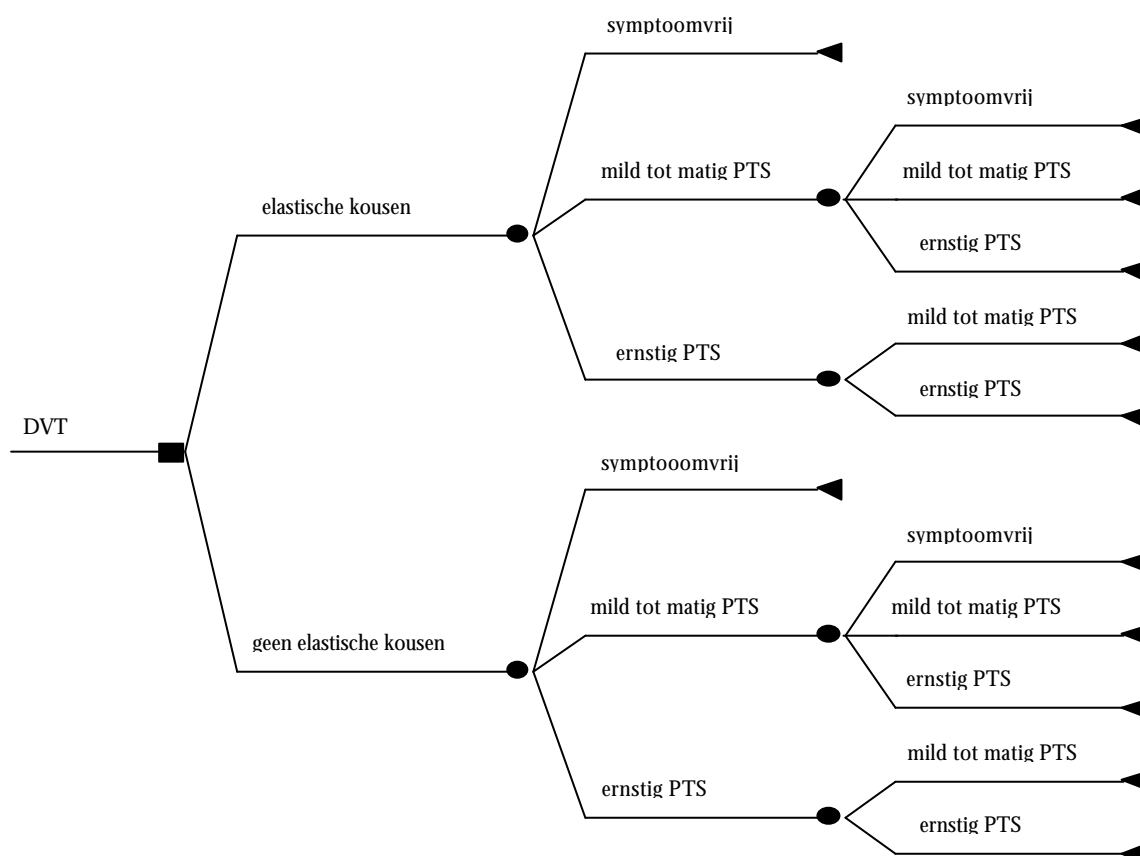 symptoomvrij
symptoomvrij
mild tot matig PTS
mild tot matig PTS
elastische kousen
ernstig PTS
mild tot matig PTS
ernstig PTS
ernstig PTS
DVT
symptooomvrij
symptoomvrij
mild tot matig PTS
mild tot matig PTS
geen elastische kousen
ernstig PTS
mild tot matig PTS
ernstig PTS
ernstig PTS